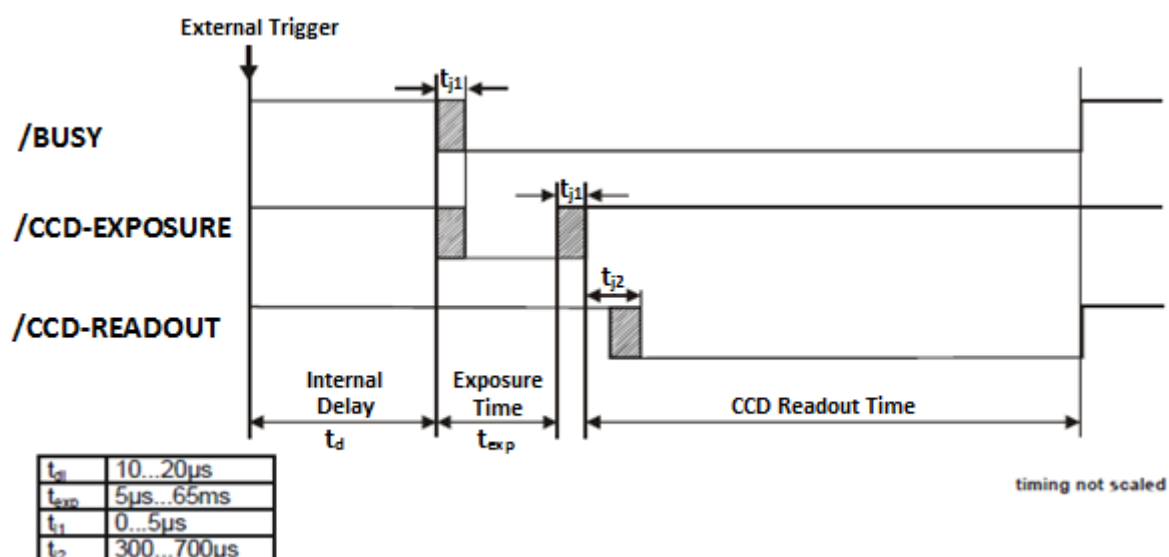 External Trigger
tj1
/BUSY
tj1
/CCD-EXPOSURE
tj2
/CCD-READOUT
Internal
Delay
td
Exposure
Time
texp
CCD Readout Time
td 10...20µs
texp 5µs...65ms
tj1 0...5µs
tj2 300...700µs
timing not scaled